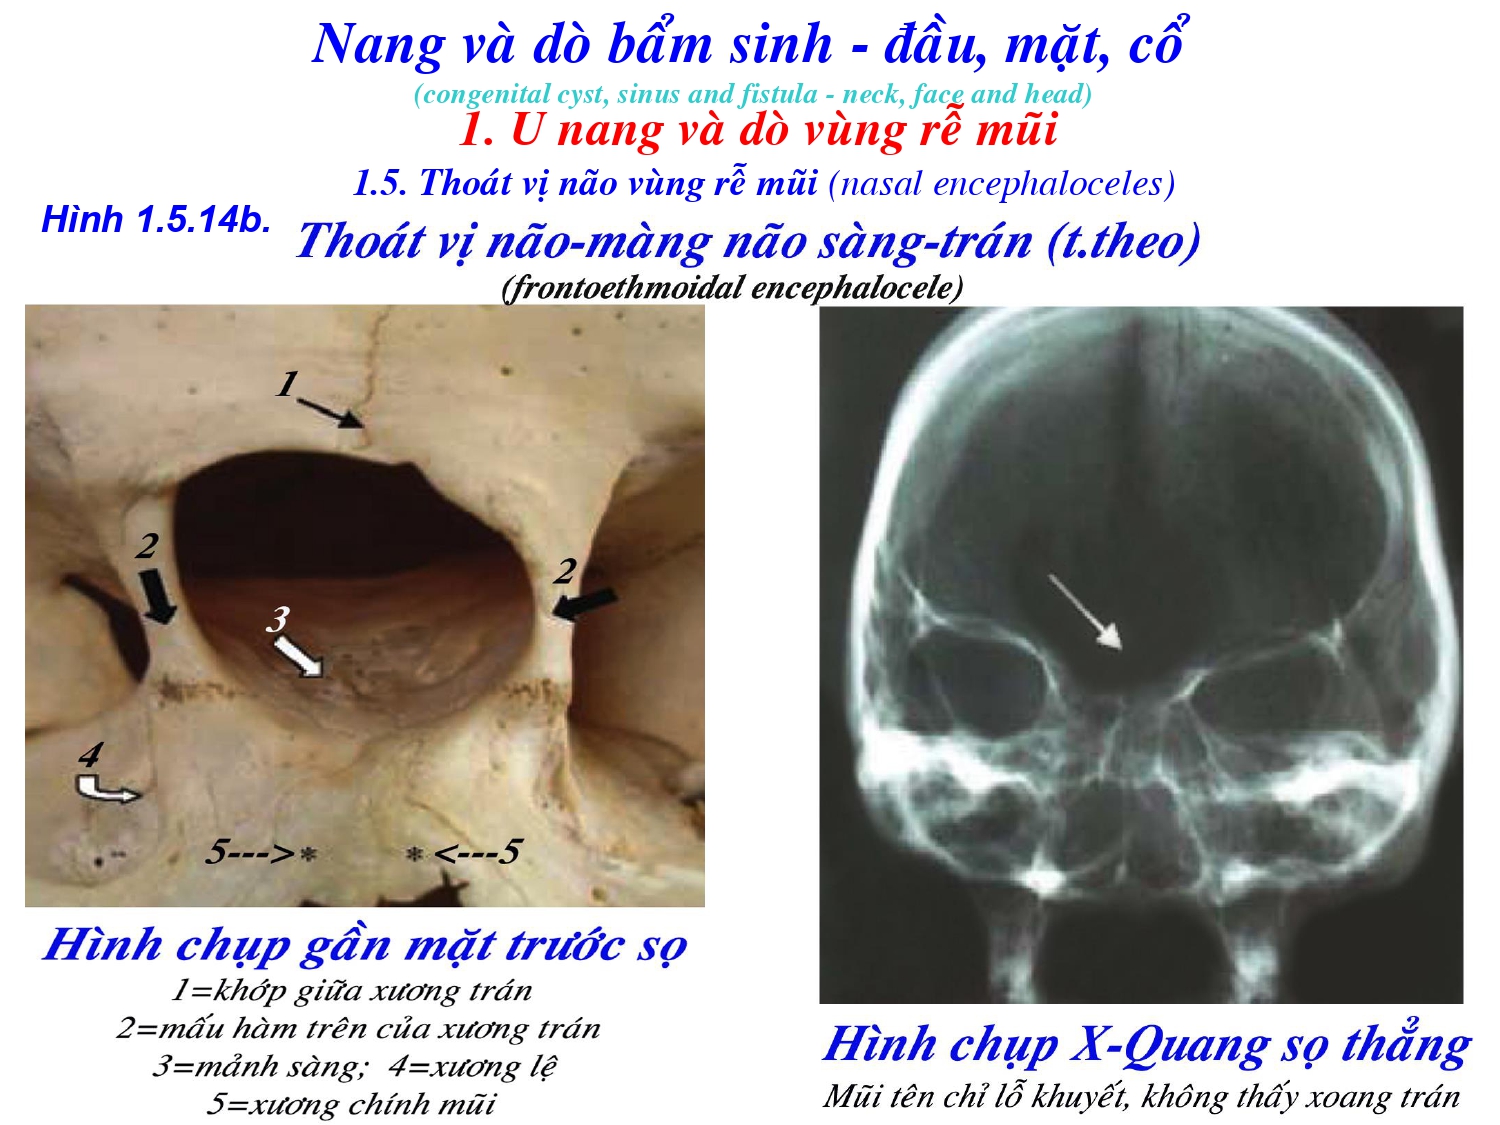 Nang và dò bẩm sinh - đầu, mặt, cổ
(congenital cyst, sinus and fistula - neck, face and head)
1. U nang và dò vùng rễ mũi
1.5. Thoát vị não vùng rễ mũi (nasal encephaloceles)
Hình 1.5.14b.
Thoát vị não-màng não sàng-trán (t.theo)
(frontoethmoidal encephalocele)
1
2
2
3
4
5--->*
*<---5
Hình chụp gần mặt trước sọ
1=khớp giữa xương trán
2=mấu hàm trên của xương trán
3=mảnh sàng; 4=xương lệ
5=xương chính mũi
Hình chụp X-Quang sọ thẳng
Mũi tên chỉ lỗ khuyết, không thấy xoang trán